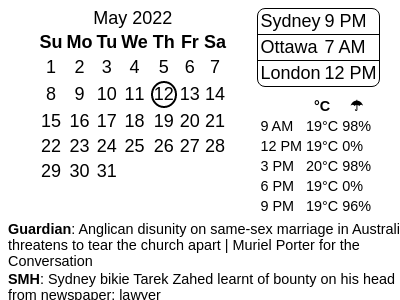 May 2022
Su Mo Tu We Th Fr Sa
1 2 3 4 5 6 7
8 9 10 11 12 13 14
15 16 17 18 19 20 21
22 23 24 25 26 27 28
29 30 31
Sydney 9 PM
Ottawa 7 AM
London 12 PM
°C ☂
9 AM 19°C 98%
12 PM 19°C 0%
3 PM 20°C 98%
6 PM 19°C 0%
9 PM 19°C 96%
Guardian: Anglican disunity on same-sex marriage in Australi
threatens to tear the church apart | Muriel Porter for the
Conversation
SMH: Sydney bikie Tarek Zahed learnt of bounty on his head
from newspaper: lawyer